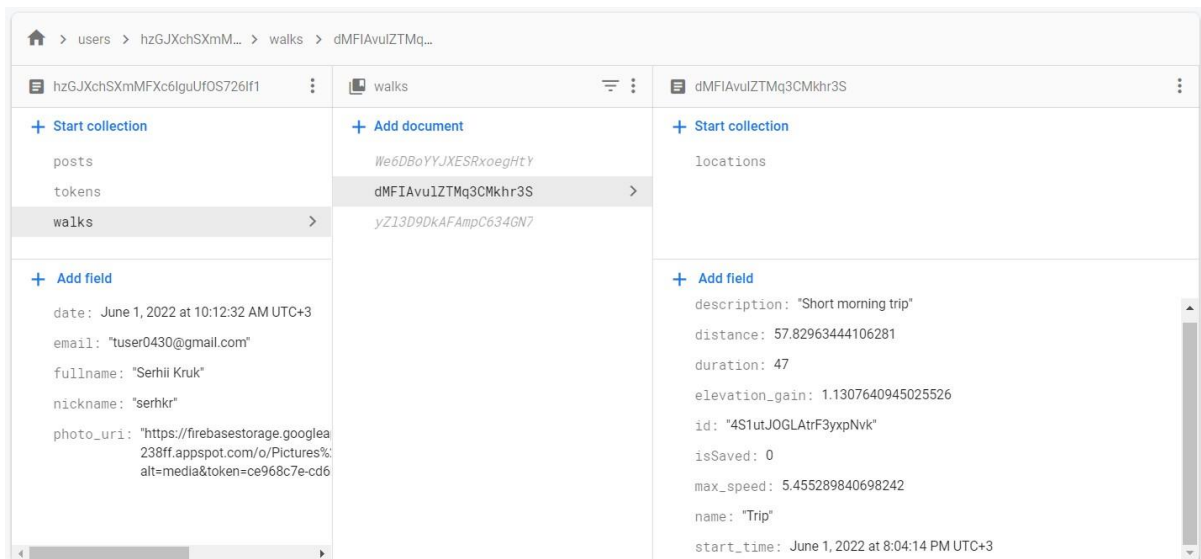 users > hzGJXchSXmM... > walks > dMFIAvulZTMq...
hzGJXchSXmMFXc6IguUfOS726If1
+ Start collection
posts
tokens
walks
+ Add field
date: June 1, 2022 at 10:12:32 AM UTC+3
email: "tuser0430@gmail.com"
fullname: "Serhii Kruk"
nickname: "serhkr"
photo_uri: "https://firebasestorage.googlea
238ff.appspot.com/o/Pictures%
alt=media&token=ce968c7e-cd6
walks
+ Add document
We6DBoYYJXESRxoegHtY
dMFIAvulZTMq3CMkhr3S
yZl3D9DkAFAmpC634GN7
dMFIAvulZTMq3CMkhr3S
+ Start collection
locations
+ Add field
description: "Short morning trip"
distance: 57.82963444106281
duration: 47
elevation_gain: 1.1307640945025526
id: "4S1utJOGLAtrF3yxpNvk"
isSaved: 0
max_speed: 5.455289840698242
name: "Trip"
start_time: June 1, 2022 at 8:04:14 PM UTC+3